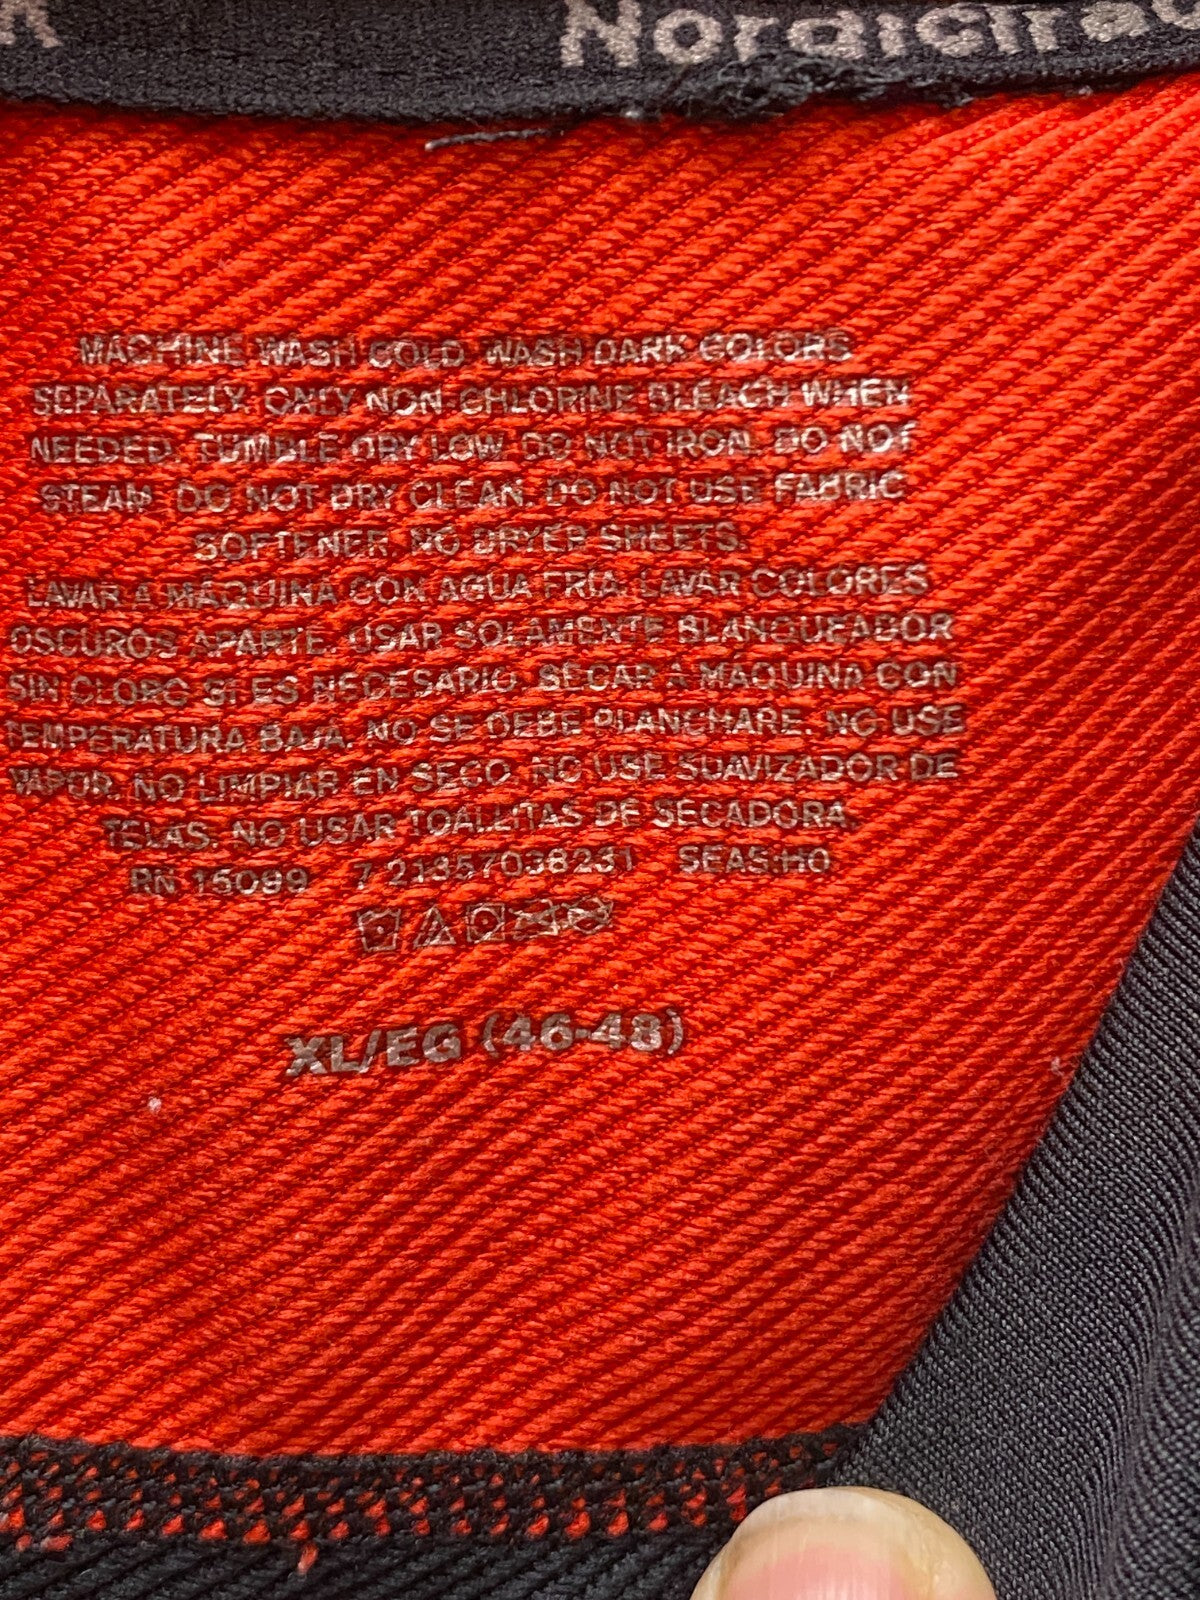 NordicTrac
MACHINE WASH COLD. WASH DARK COLORS
SEPARATELY. ONLY NON-CHLORINE BLEACH WHEN
NEEDED. TUMBLE DRY LOW. DO NOT IRON. DO NOT
STEAM. DO NOT DRY CLEAN. DO NOT USE FABRIC
SOFTENER. NO DRYER SHEETS.
LAVAR A MÁQUINA CON AGUA FRÍA. LAVAR COLORES
OSCUROS APARTE. USAR SOLAMENTE BLANQUEADOR
SIN CLORO SI ES NECESARIO. SECAR A MÁQUINA CON
TEMPERATURA BAJA. NO SE DEBE PLANCHARE. NO USE
VAPOR. NO LIMPIAR EN SECO. NO USE SUAVIZADOR DE
TELAS. NO USAR TOALLITAS DE SECADORA.
RN 15099 7 21357038231 SEAS:HO
XL/EG (46-48)